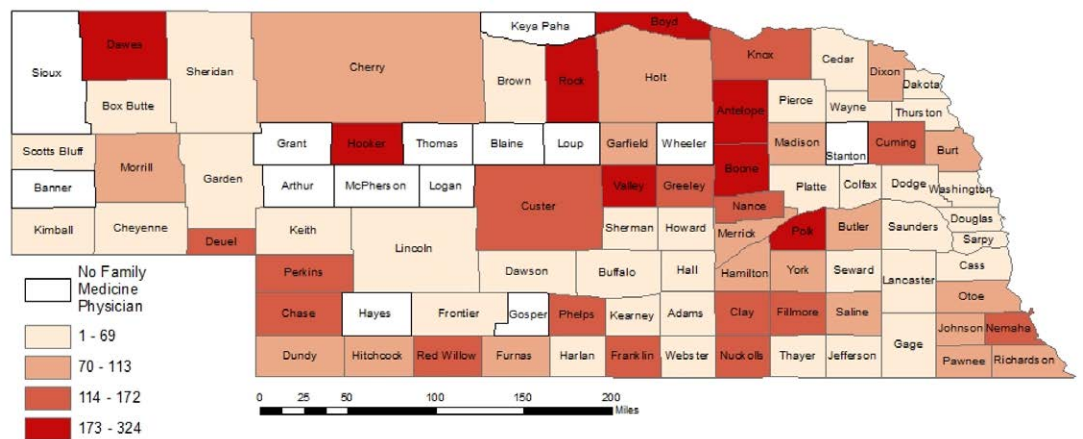 Keya Paha
Boyd
Dawes
Sioux
Sheridan
Cherry
Brown
Rock
Holt
Knox
Cedar
Dixon
Dakota
Box Butte
Antelope
Pierce
Wayne
Thurston
Scotts Bluff
Morrill
Garden
Grant
Hooker
Thomas
Blaine
Loup
Garfield
Wheeler
Madison
Stanton
Cuming
Burt
Banner
Arthur
McPherson
Logan
Custer
Valley
Greeley
Boone
Platte
Colfax
Dodge
Washington
Nance
Kimball
Cheyenne
Deuel
Keith
Lincoln
Sherman
Howard
Merrick
Polk
Butler
Saunders
Douglas
Sarpy
Perkins
Dawson
Buffalo
Hall
Hamilton
York
Seward
Lancaster
Cass
Otoe
Chase
Hayes
Frontier
Gosper
Phelps
Kearney
Adams
Clay
Fillmore
Saline
Johnson
Nemaha
Dundy
Hitchcock
Red Willow
Furnas
Harlan
Franklin
Webster
Nuckolls
Thayer
Jefferson
Gage
Pawnee
Richardson
No Family
Medicine
Physician
1 - 69
70 - 113
114 - 172
173 - 324
0 50 100 150 200
Miles